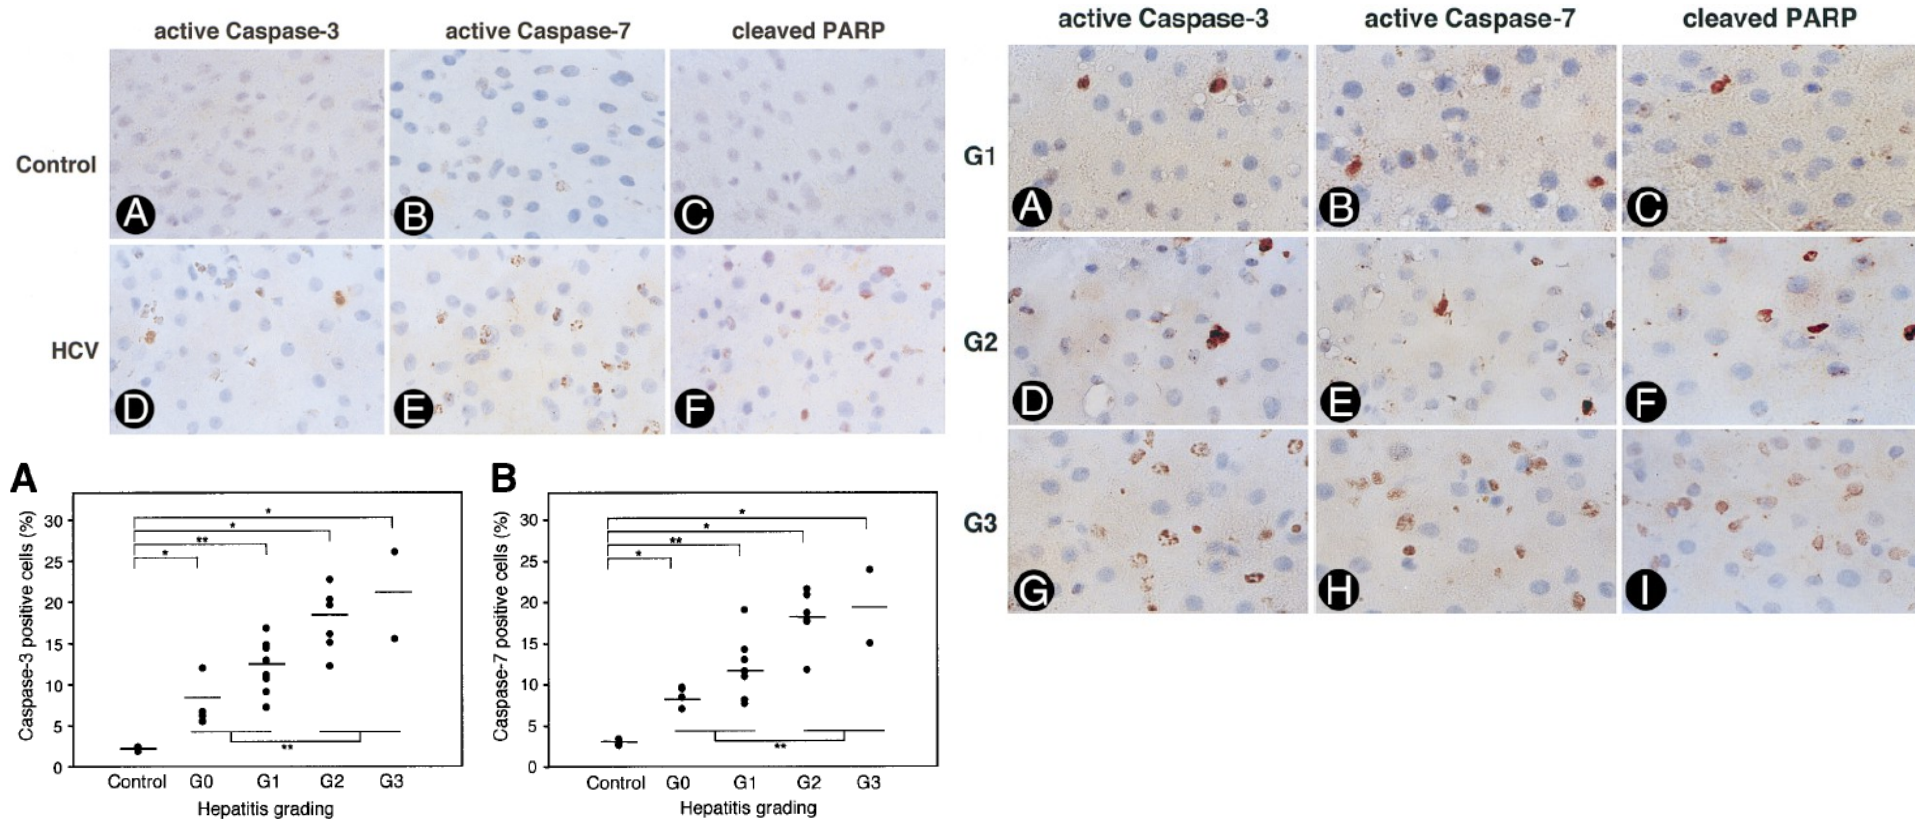 active Caspase-3 active Caspase-7 cleaved PARP
Control
A B C
HCV
D E F
active Caspase-3 active Caspase-7 cleaved PARP
G1
A B C
G2
D E F
G3
G H I
A
Caspase-3 positive cells (%)
30
25
20
15
10
5
0
*
*
**
*
**
Control G0 G1 G2 G3
Hepatitis grading
B
Caspase-7 positive cells (%)
30
25
20
15
10
5
0
*
*
**
*
**
Control G0 G1 G2 G3
Hepatitis grading